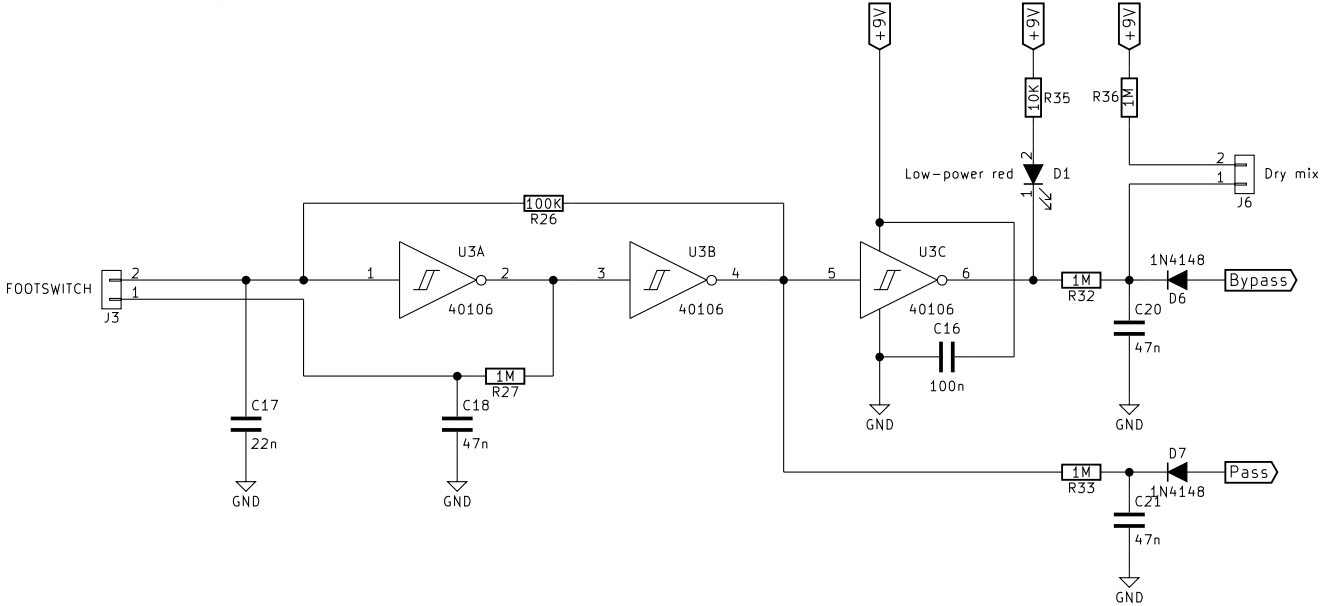 +9V
+9V
+9V
10K
R35
R36
1M
2
1
Dry mix
J6
Low-power red
2
D1
1
100K
R26
FOOTSWITCH
2
1
J3
1
U3A
2
40106
3
U3B
4
40106
5
U3C
6
40106
1M
R32
1N4148
D6
Bypass
C20
47n
GND
C16
100n
GND
1M
R27
C17
22n
GND
C18
47n
GND
1M
R33
D7
1N4148
Pass
C21
47n
GND